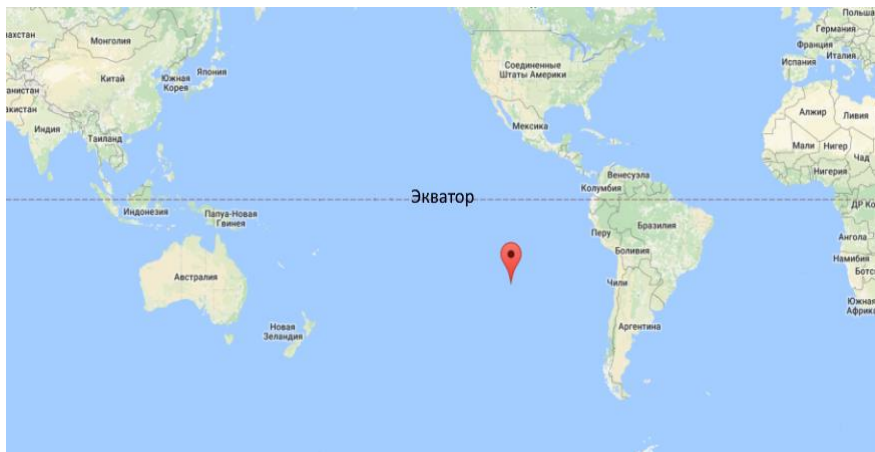 Польша
Германия
Франция
Италия
Испания
Монголия
Китай
Южная
Корея
Япония
Индия
Таиланд
Соединенные
Штаты Америки
Мексика
Алжир
Ливия
Мали
Нигер
Чад
Нигерия
Венесуэла
Колумбия
Экватор
ДР Ко
Индонезия
Папуа-Новая
Гвинея
Перу
Бразилия
Боливия
Ангола
Намибия
Ботс
Австралия
Чили
Южная
Африка
Новая
Зеландия
Аргентина